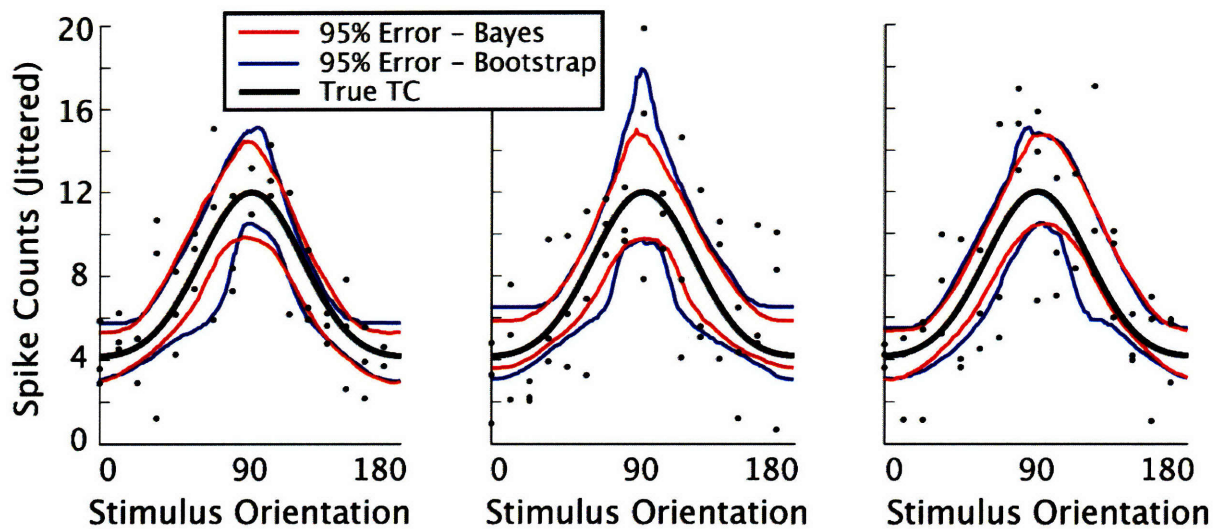 95% Error – Bayes
95% Error – Bootstrap
True TC
Spike Counts (Jittered)
20
16
12
8
4
0
0 90 180
0 90 180
0 90 180
Stimulus Orientation
Stimulus Orientation
Stimulus Orientation